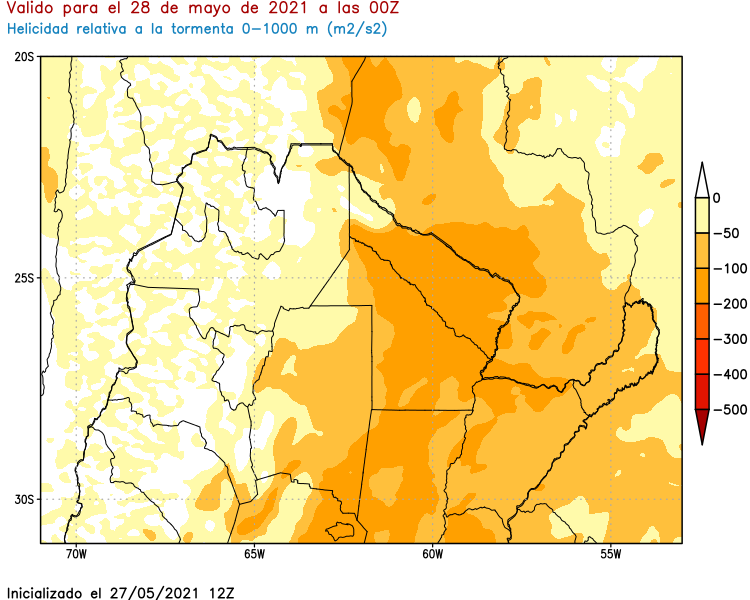 Valido para el 28 de mayo de 2021 a las 00Z
Helicidad relativa a la tormenta 0-1000 m (m2/s2)
20S
25S
30S
70W
65W
60W
55W
0
-50
-100
-200
-300
-400
-500
Inicializado el 27/05/2021 12Z